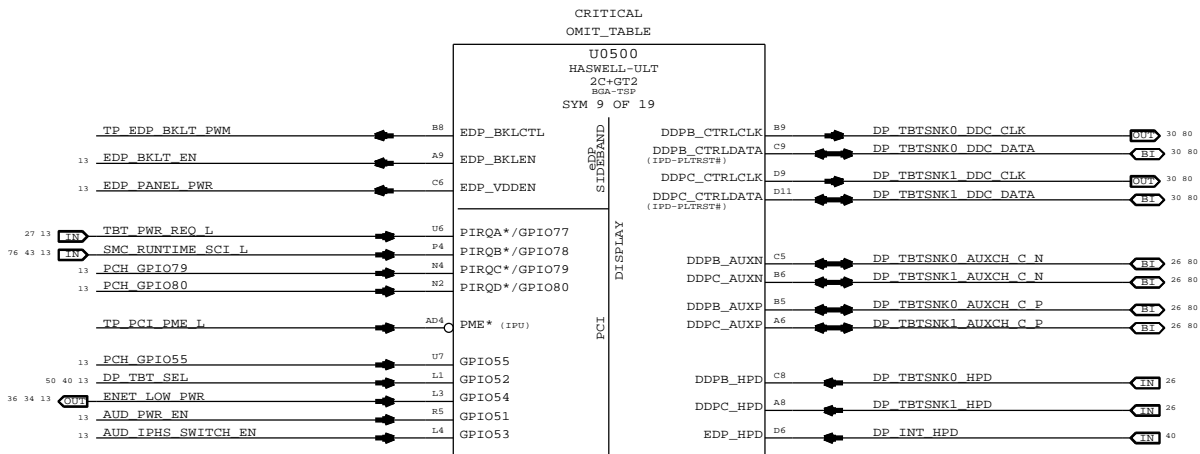 CRITICAL
OMIT_TABLE
U0500
HASWELL-ULT
2C+GT2
BGA-TSP
SYM 9 OF 19
TP_EDP_BKLT_PWM B8 EDP_BKLCTL
13 EDP_BKLT_EN A9 EDP_BKLEN
13 EDP_PANEL_PWR C6 EDP_VDDEN
eDP SIDEBAND
DDPB_CTRLCLK B9 DP_TBTSNK0_DDC_CLK OUT 30 80
DDPB_CTRLDATA C9 DP_TBTSNK0_DDC_DATA BI 30 80
(IPD-PLTRST#)
DDPC_CTRLCLK D9 DP_TBTSNK1_DDC_CLK OUT 30 80
DDPC_CTRLDATA D11 DP_TBTSNK1_DDC_DATA BI 30 80
(IPD-PLTRST#)
27 13 IN TBT_PWR_REQ_L U6 PIRQA*/GPIO77
76 43 13 IN SMC_RUNTIME_SCI_L P4 PIRQB*/GPIO78
13 PCH_GPIO79 N4 PIRQC*/GPIO79
13 PCH_GPIO80 N2 PIRQD*/GPIO80
DISPLAY
DDPB_AUXN C5 DP_TBTSNK0_AUXCH_C_N BI 26 80
DDPC_AUXN B6 DP_TBTSNK1_AUXCH_C_N BI 26 80
DDPB_AUXP B5 DP_TBTSNK0_AUXCH_C_P BI 26 80
DDPC_AUXP A6 DP_TBTSNK1_AUXCH_C_P BI 26 80
TP_PCI_PME_L AD4 PME* (IPU)
PCI
13 PCH_GPIO55 U7 GPIO55
50 40 13 DP_TBT_SEL L1 GPIO52
36 34 13 OUT ENET_LOW_PWR L3 GPIO54
13 AUD_PWR_EN R5 GPIO51
13 AUD_IPHS_SWITCH_EN L4 GPIO53
DDPB_HPD C8 DP_TBTSNK0_HPD IN 26
DDPC_HPD A8 DP_TBTSNK1_HPD IN 26
EDP_HPD D6 DP_INT_HPD IN 40